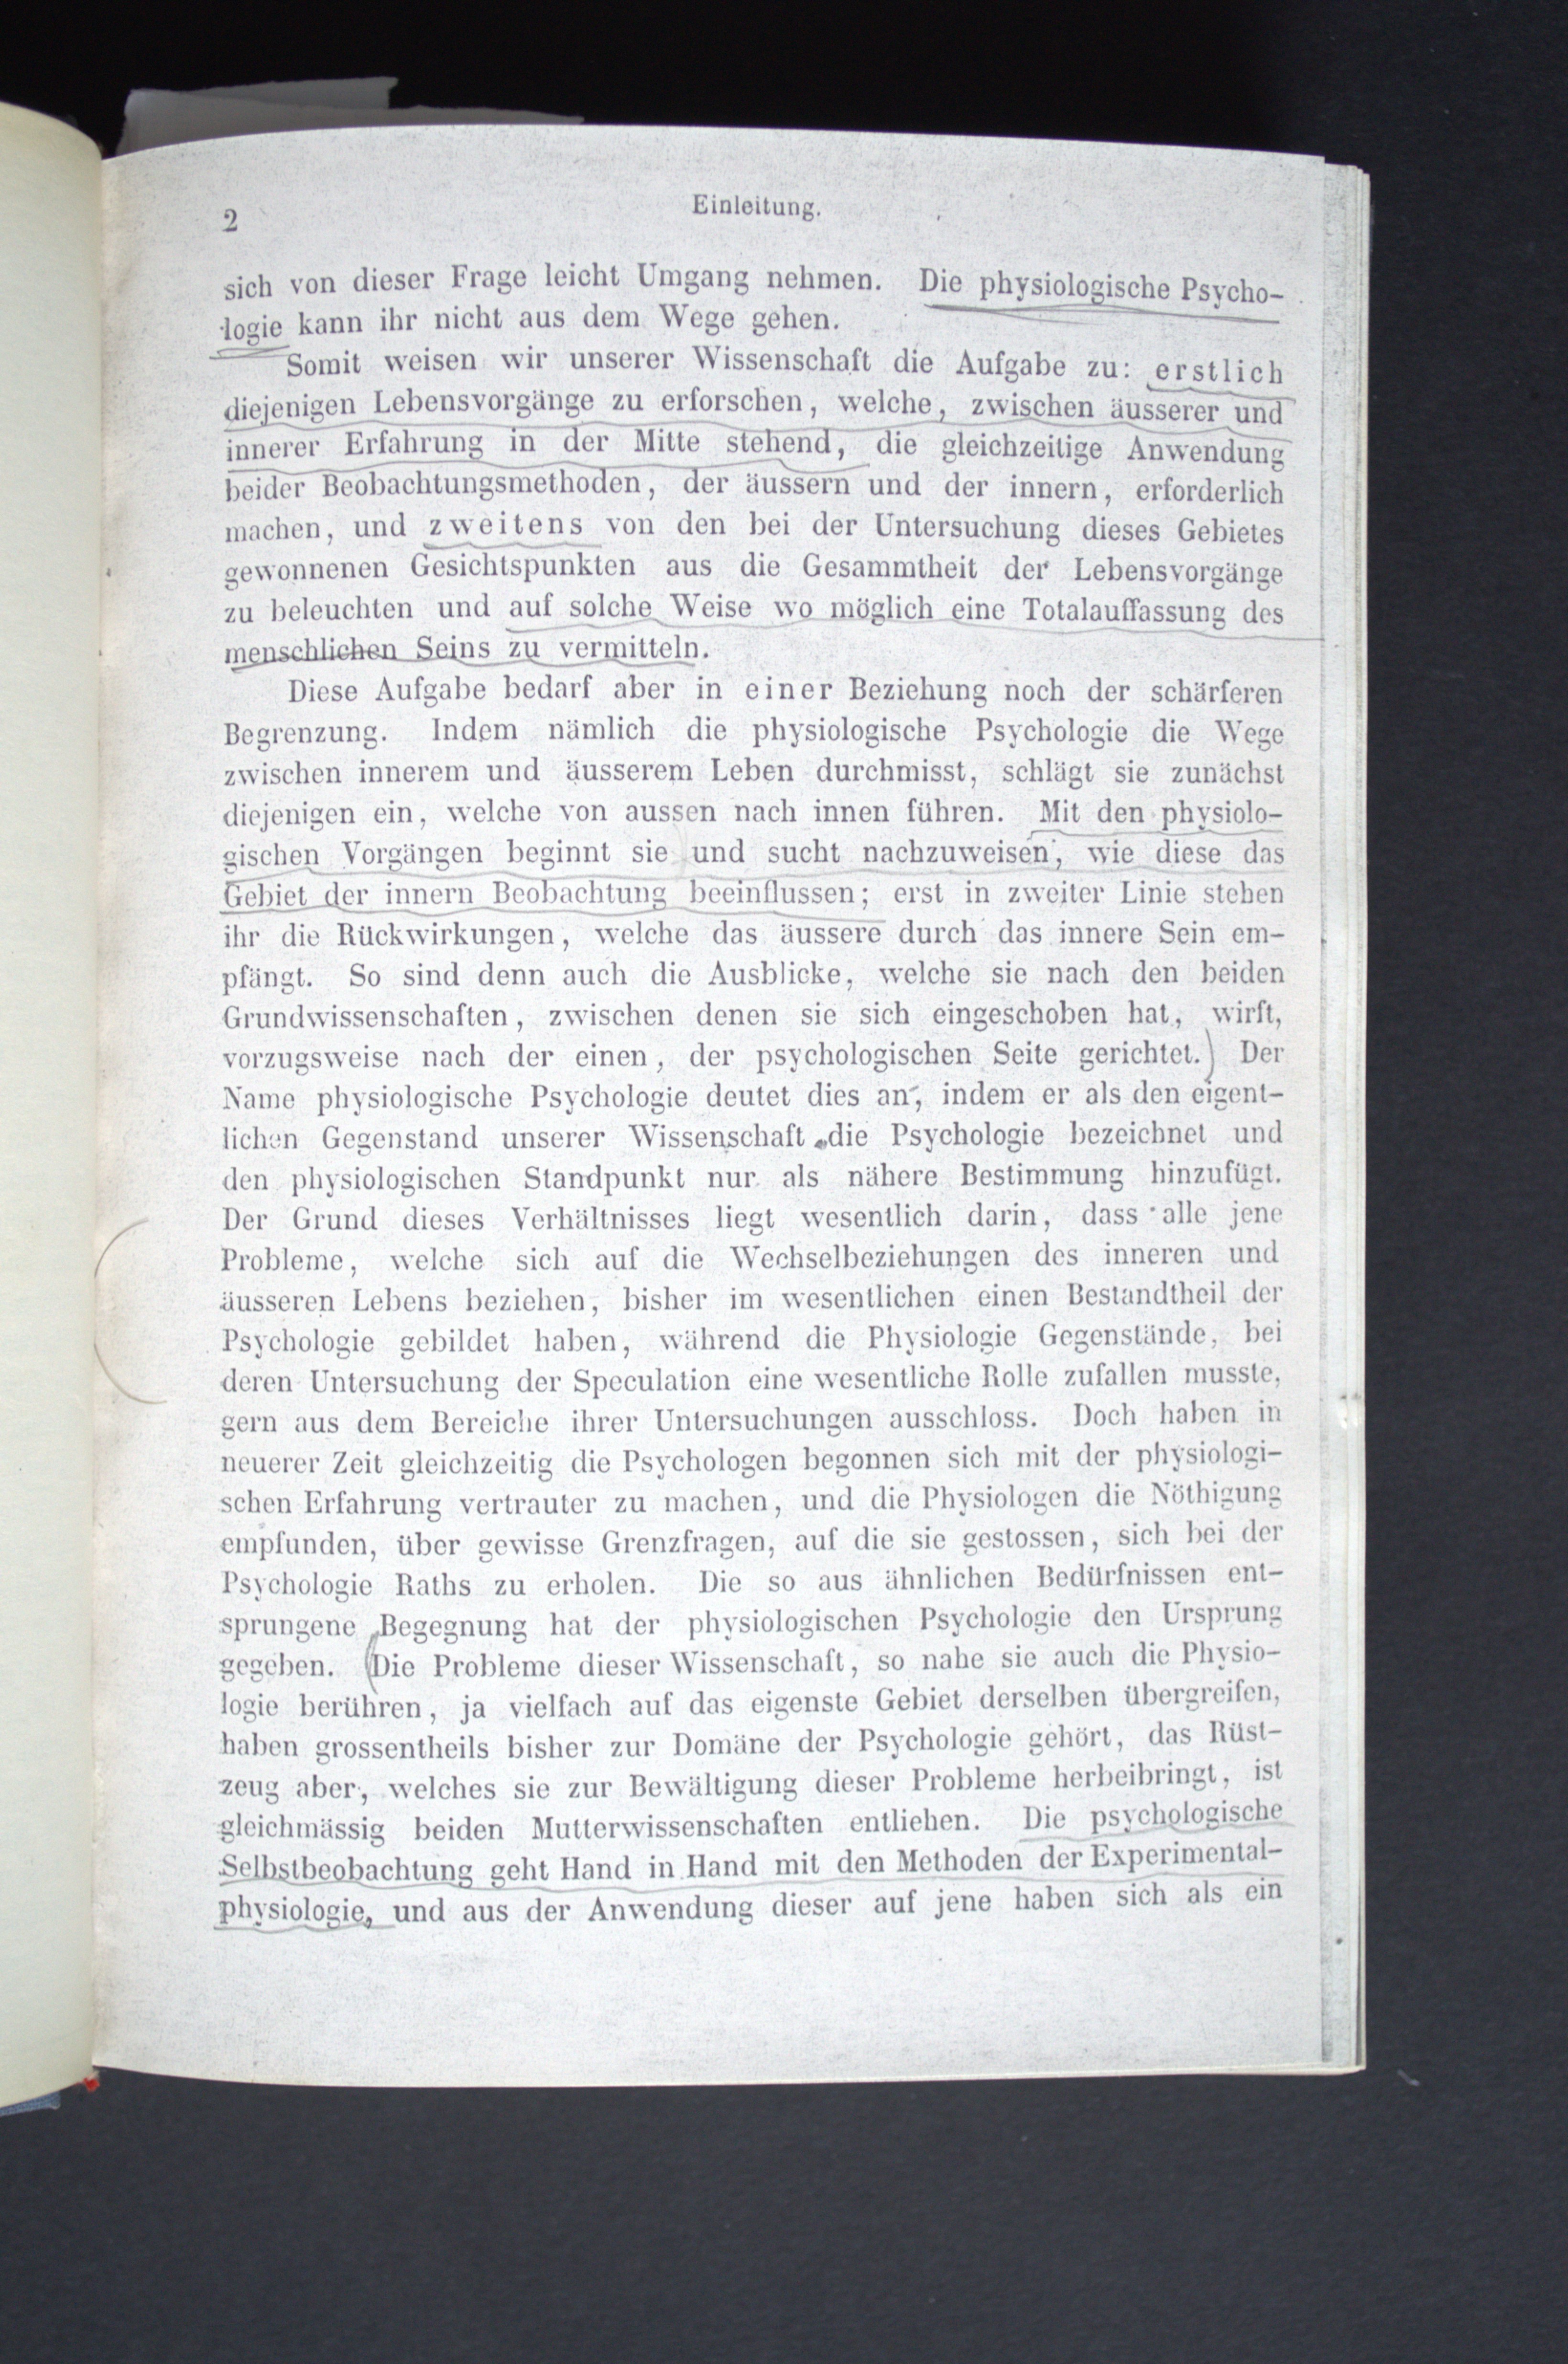 2
Einleitung.
sich von dieser Frage leicht Umgang nehmen. Die physiologische Psycho-
logie kann ihr nicht aus dem Wege gehen.
Somit weisen wir unserer Wissenschaft die Aufgabe zu: erstlich
diejenigen Lebensvorgänge zu erforschen, welche, zwischen äusserer und
innerer Erfahrung in der Mitte stehend, die gleichzeitige Anwendung
beider Beobachtungsmethoden, der äussern und der innern, erforderlich
machen, und zweitens von den bei der Untersuchung dieses Gebietes
gewonnenen Gesichtspunkten aus die Gesammtheit der Lebensvorgänge
zu beleuchten und auf solche Weise wo möglich eine Totalauffassung des
menschlichen Seins zu vermitteln.
Diese Aufgabe bedarf aber in einer Beziehung noch der schärferen
Begrenzung. Indem nämlich die physiologische Psychologie die Wege
zwischen innerem und äusserem Leben durchmisst, schlägt sie zunächst
diejenigen ein, welche von aussen nach innen führen. Mit den physiolo-
gischen Vorgängen beginnt sie und sucht nachzuweisen, wie diese das
Gebiet der innern Beobachtung beeinflussen; erst in zweiter Linie stehen
ihr die Rückwirkungen, welche das äussere durch das innere Sein em-
pfängt. So sind denn auch die Ausblicke, welche sie nach den beiden
Grundwissenschaften, zwischen denen sie sich eingeschoben hat, wirft,
vorzugsweise nach der einen, der psychologischen Seite gerichtet.) Der
Name physiologische Psychologie deutet dies an, indem er als den eigent-
lichen Gegenstand unserer Wissenschaft die Psychologie bezeichnet und
den physiologischen Standpunkt nur als nähere Bestimmung hinzufügt.
Der Grund dieses Verhältnisses liegt wesentlich darin, dass alle jene
Probleme, welche sich auf die Wechselbeziehungen des inneren und
äusseren Lebens beziehen, bisher im wesentlichen einen Bestandtheil der
Psychologie gebildet haben, während die Physiologie Gegenstände, bei
deren Untersuchung der Speculation eine wesentliche Rolle zufallen musste,
gern aus dem Bereiche ihrer Untersuchungen ausschloss. Doch haben in
neuerer Zeit gleichzeitig die Psychologen begonnen sich mit der physiologi-
schen Erfahrung vertrauter zu machen, und die Physiologen die Nöthigung
empfunden, über gewisse Grenzfragen, auf die sie gestossen, sich bei der
Psychologie Raths zu erholen. Die so aus ähnlichen Bedürfnissen ent-
sprungene Begegnung hat der physiologischen Psychologie den Ursprung
gegeben. (Die Probleme dieser Wissenschaft, so nahe sie auch die Physio-
logie berühren, ja vielfach auf das eigenste Gebiet derselben übergreifen,
haben grossentheils bisher zur Domäne der Psychologie gehört, das Rüst-
zeug aber, welches sie zur Bewältigung dieser Probleme herbeibringt, ist
gleichmässig beiden Mutterwissenschaften entliehen. Die psychologische
Selbstbeobachtung geht Hand in Hand mit den Methoden der Experimental-
physiologie, und aus der Anwendung dieser auf jene haben sich als ein